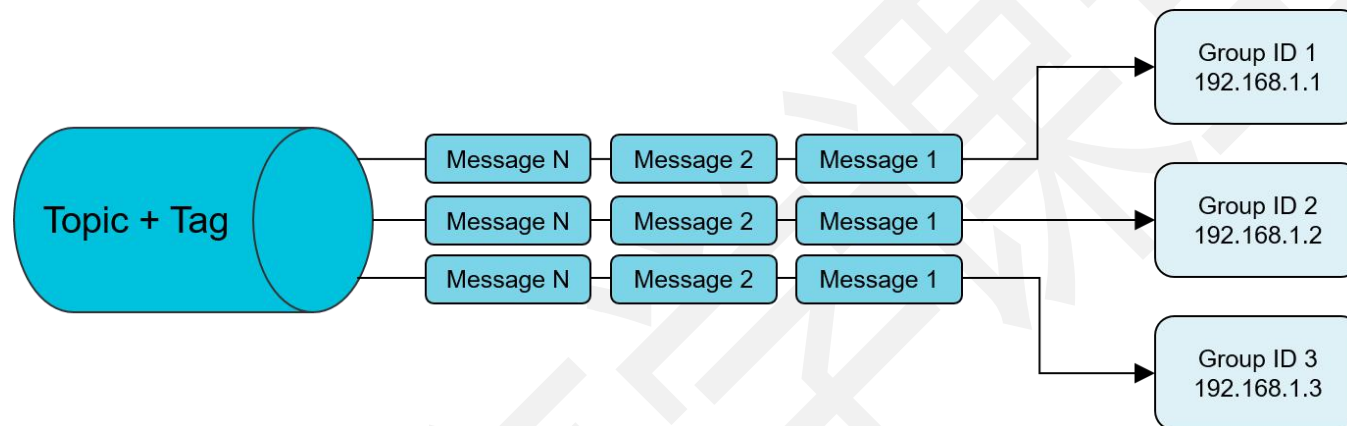 Topic + Tag
Message N
Message 2
Message 1
Message N
Message 2
Message 1
Message N
Message 2
Message 1
Group ID 1
192.168.1.1
Group ID 2
192.168.1.2
Group ID 3
192.168.1.3